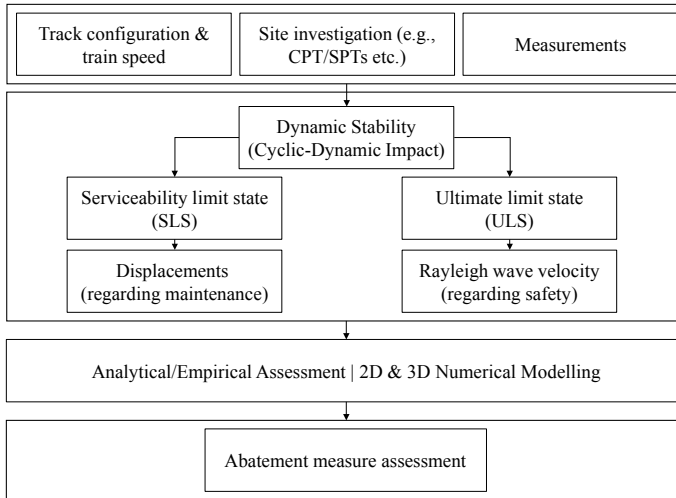 Track configuration &
train speed
Site investigation (e.g.,
CPT/SPTs etc.)
Measurements
Dynamic Stability
(Cyclic-Dynamic Impact)
Serviceability limit state
(SLS)
Ultimate limit state
(ULS)
Displacements
(regarding maintenance)
Rayleigh wave velocity
(regarding safety)
Analytical/Empirical Assessment | 2D & 3D Numerical Modelling
Abatement measure assessment